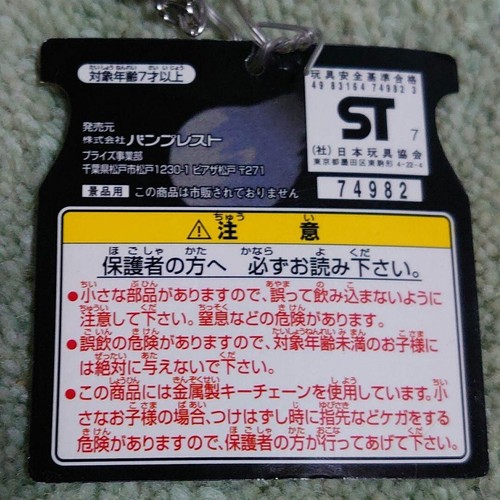 対象年齢7才以上
発売元
株式会社 バンプレスト
プライズ事業部
千葉県松戸市松戸1230-1 ピアザ松戸 〒271
景品用 この商品は市販されておりません
玩具安全基準合格
49 83164 74982 3
ST 7
(社)日本玩具協会
東京都墨田区東駒形 4-22-4
74982
⚠注意
保護者の方へ 必ずお読み下さい。
●小さな部品がありますので、誤って飲み込まないように
注意して下さい。窒息などの危険があります。
●誤飲の危険がありますので、対象年齢未満のお子様に
は絶対に与えないで下さい。
●この商品には金属製キーチェーンを使用しています。小
さなお子様の場合、つけはずし時に指先などケガをする
危険がありますので、保護者の方が行ってあげて下さい。